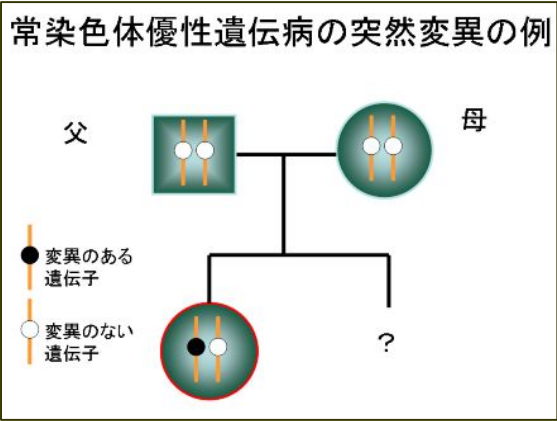 常染色体優性遺伝病の突然変異の例
父
母
変異のある
遺伝子
変異のない
遺伝子
?